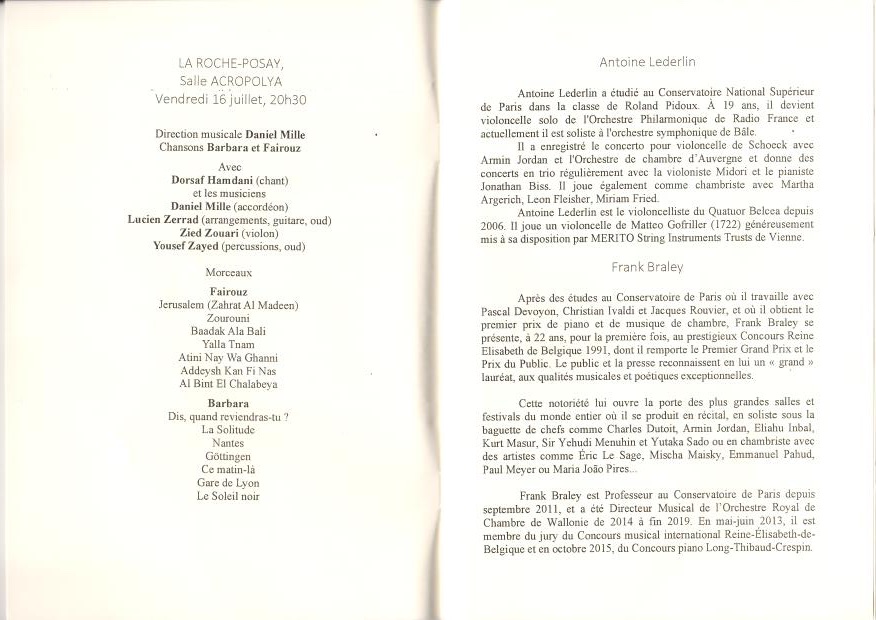 LA ROCHE-POSAY,
Salle ACROPOLYA
Vendredi 16 juillet, 20h30
Direction musicale Daniel Mille
Chansons Barbara et Fairouz
Avec
Dorsaf Hamdani (chant)
et les musiciens
Daniel Mille (accordéon)
Lucien Zerrad (arrangements, guitare, oud)
Zied Zouari (violon)
Yousef Zayed (percussions, oud)
Morceaux
Fairouz
Jerusalem (Zahrat Al Madeen)
Zourouni
Baadak Ala Bali
Yalla Tnam
Atini Nay Wa Ghanni
Addeysh Kan Fi Nas
Al Bint El Chalabeya
Barbara
Dis, quand reviendras-tu ?
La Solitude
Nantes
Göttingen
Ce matin-là
Gare de Lyon
Le Soleil noir
Antoine Lederlin
Antoine Lederlin a étudié au Conservatoire National Supérieur
de Paris dans la classe de Roland Pidoux. À 19 ans, il devient
violoncelle solo de l'Orchestre Philarmonique de Radio France et
actuellement il est soliste à l'orchestre symphonique de Bâle.
Il a enregistré le concerto pour violoncelle de Schoeck avec
Armin Jordan et l'Orchestre de chambre d'Auvergne et donne des
concerts en trio régulièrement avec la violoniste Midori et le pianiste
Jonathan Biss. Il joue également comme chambriste avec Martha
Argerich, Leon Fleisher, Miriam Fried.
Antoine Lederlin est le violoncelliste du Quatuor Belcea depuis
2006. Il joue un violoncelle de Matteo Gofriller (1722) généreusement
mis à sa disposition par MERITO String Instruments Trusts de Vienne.
Frank Braley
Après des études au Conservatoire de Paris où il travaille avec
Pascal Devoyon, Christian Ivaldi et Jacques Rouvier, et où il obtient le
premier prix de piano et de musique de chambre, Frank Braley se
présente, à 22 ans, pour la première fois, au prestigieux Concours Reine
Elisabeth de Belgique 1991, dont il remporte le Premier Grand Prix et le
Prix du Public. Le public et la presse reconnaissent en lui un « grand »
lauréat, aux qualités musicales et poétiques exceptionnelles.
Cette notoriété lui ouvre la porte des plus grandes salles et
festivals du monde entier où il se produit en récital, en soliste sous la
baguette de chefs comme Charles Dutoit, Armin Jordan, Eliahu Inbal,
Kurt Masur, Sir Yehudi Menuhin et Yutaka Sado ou en chambriste avec
des artistes comme Éric Le Sage, Mischa Maisky, Emmanuel Pahud,
Paul Meyer ou Maria João Pires...
Frank Braley est Professeur au Conservatoire de Paris depuis
septembre 2011, et a été Directeur Musical de l'Orchestre Royal de
Chambre de Wallonie de 2014 à fin 2019. En mai-juin 2013, il est
membre du jury du Concours musical international Reine-Élisabeth-de-
Belgique et en octobre 2015, du Concours piano Long-Thibaud-Crespin.